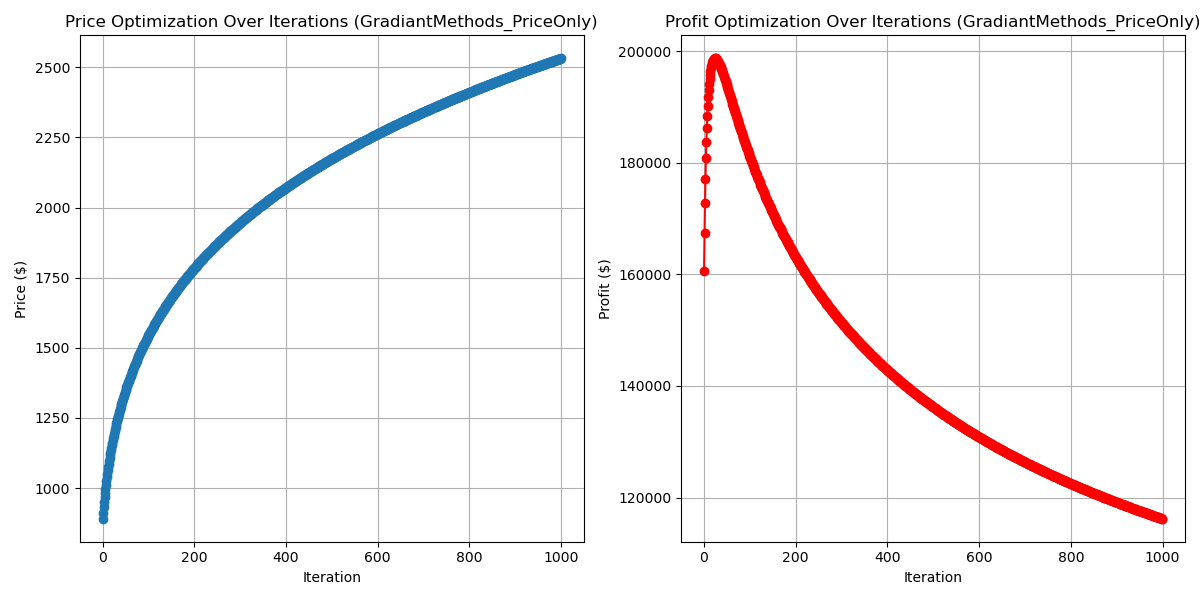 Price Optimization Over Iterations (GradiantMethods_PriceOnly)
Price ($)
2500
2250
2000
1750
1500
1250
1000
0 200 400 600 800 1000
Iteration
Profit Optimization Over Iterations (GradiantMethods_PriceOnly)
Profit ($)
200000
180000
160000
140000
120000
0 200 400 600 800 1000
Iteration